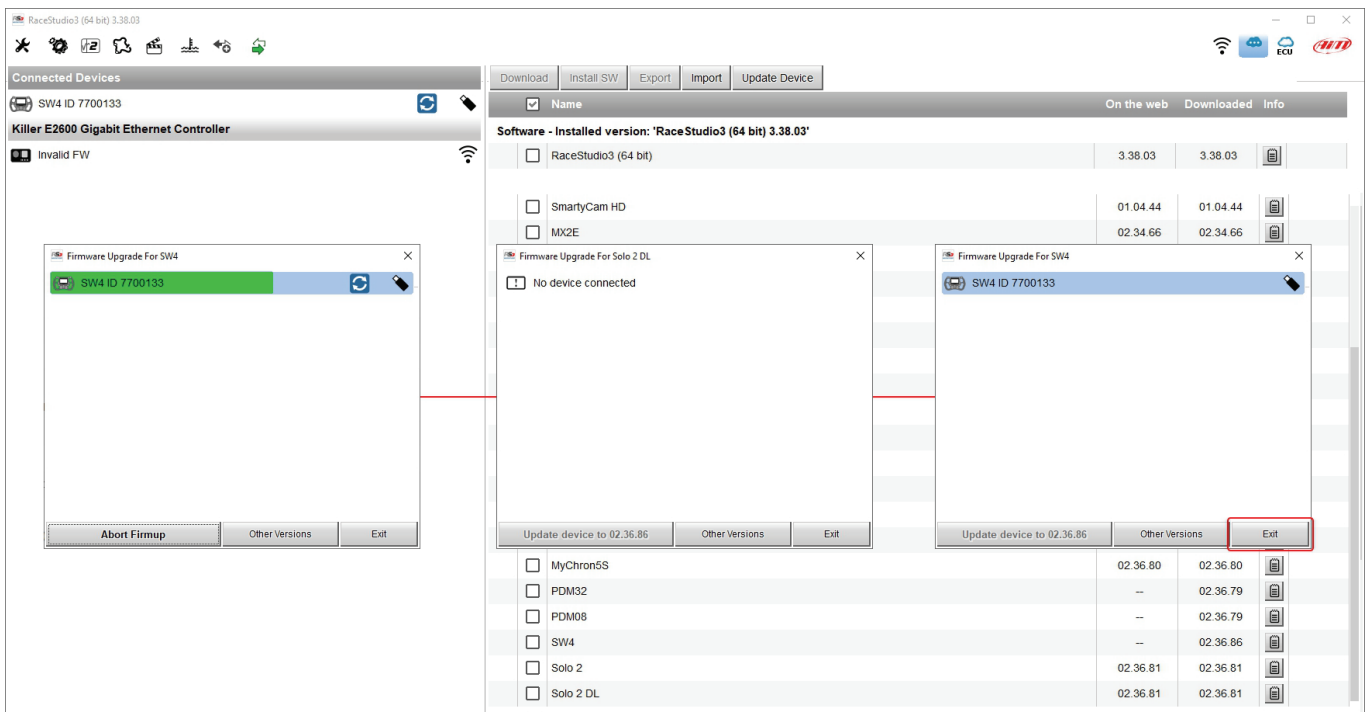 RaceStudio3 (64 bit) 3.38.03
ECU
AiM
Connected Devices
SW4 ID 7700133
Killer E2600 Gigabit Ethernet Controller
Invalid FW
Download Install SW Export Import Update Device
Name On the web Downloaded Info
Software - Installed version: 'RaceStudio3 (64 bit) 3.38.03'
RaceStudio3 (64 bit) 3.38.03 3.38.03
SmartyCam HD 01.04.44 01.04.44
MX2E 02.34.66 02.34.66
Firmware Upgrade For SW4
SW4 ID 7700133
Abort Firmup Other Versions Exit
Firmware Upgrade For Solo 2 DL
No device connected
Update device to 02.36.86 Other Versions Exit
Firmware Upgrade For SW4
SW4 ID 7700133
Update device to 02.36.86 Other Versions Exit
MyChron5S 02.36.80 02.36.80
PDM32 -- 02.36.79
PDM08 -- 02.36.79
SW4 -- 02.36.86
Solo 2 02.36.81 02.36.81
Solo 2 DL 02.36.81 02.36.81